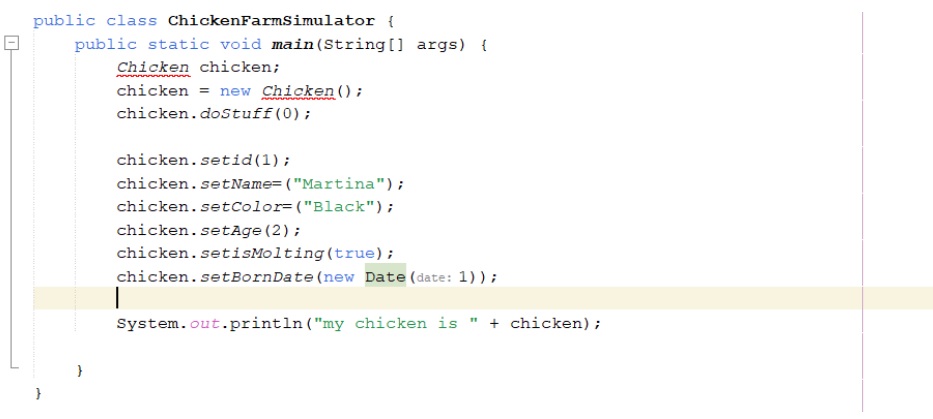 public class ChickenFarmSimulator {
public static void main(String[] args) {
Chicken chicken;
chicken = new Chicken();
chicken.doStuff(0);
chicken.setid(1);
chicken.setName=("Martina");
chicken.setColor=("Black");
chicken.setAge(2);
chicken.setisMolting(true);
chicken.setBornDate(new Date(date: 1));
System.out.println("my chicken is " + chicken);
}
}